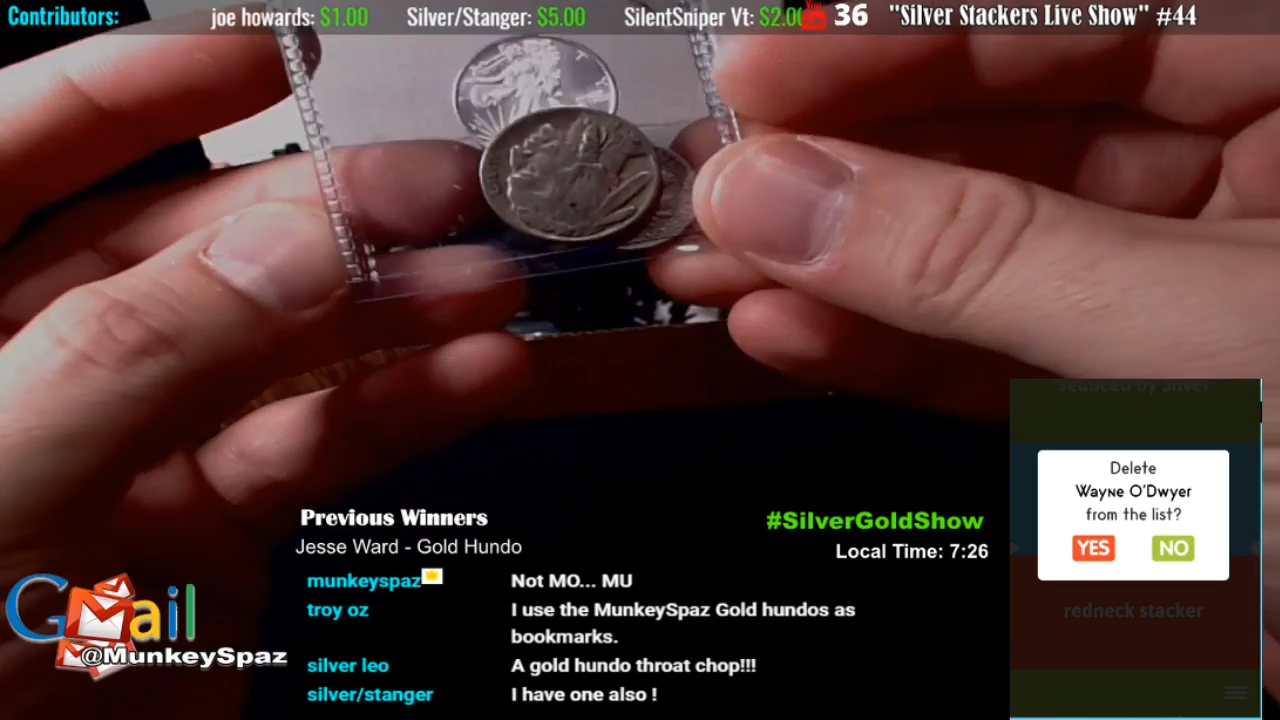 Contributors: joe howards: $1.00 Silver/Stanger: $5.00 SilentSniper Vt: $2.00 36 "Silver Stackers Live Show" #44
Seduced by Silver
Delete
Wayne O'Dwyer
from the list?
YES NO
redneck stacker
Previous Winners
Jesse Ward - Gold Hundo
#SilverGoldShow
Local Time: 7:26
munkeyspaz Not MO... MU
troy oz I use the MunkeySpaz Gold hundos as
bookmarks.
silver leo A gold hundo throat chop!!!
silver/stanger I have one also !
Gmail
@MunkeySpaz